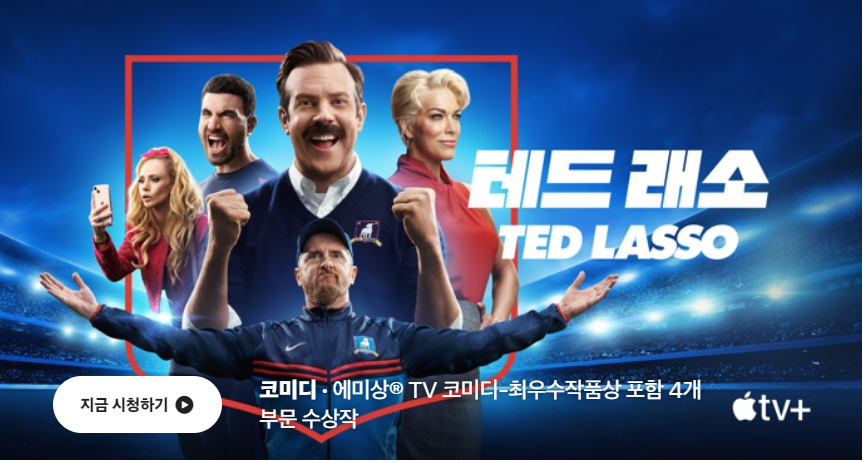 테드 래소
TED LASSO
지금 시청하기
코미디 · 에미상® TV 코미디-최우수작품상 포함 4개
부문 수상작
tv+